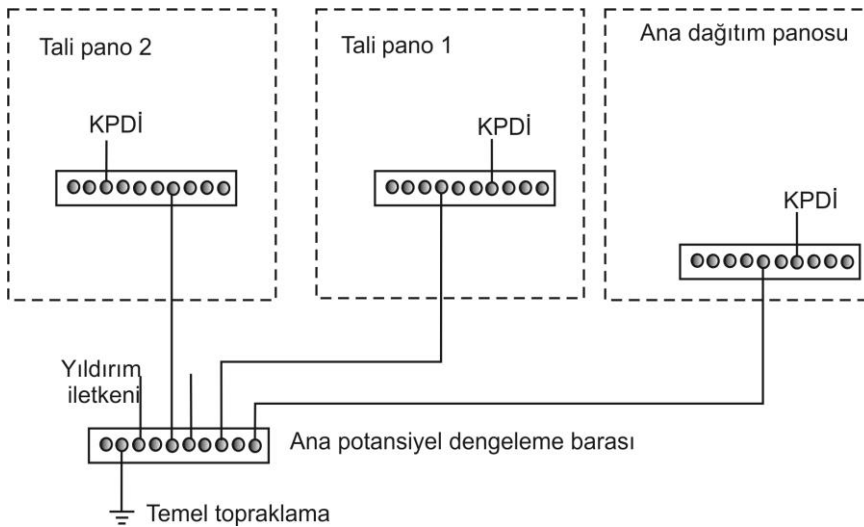 Tali pano 2
Tali pano 1
Ana dağıtım panosu
KPDİ
KPDİ
KPDİ
Yıldırım
iletkeni
Ana potansiyel dengeleme barası
Temel topraklama